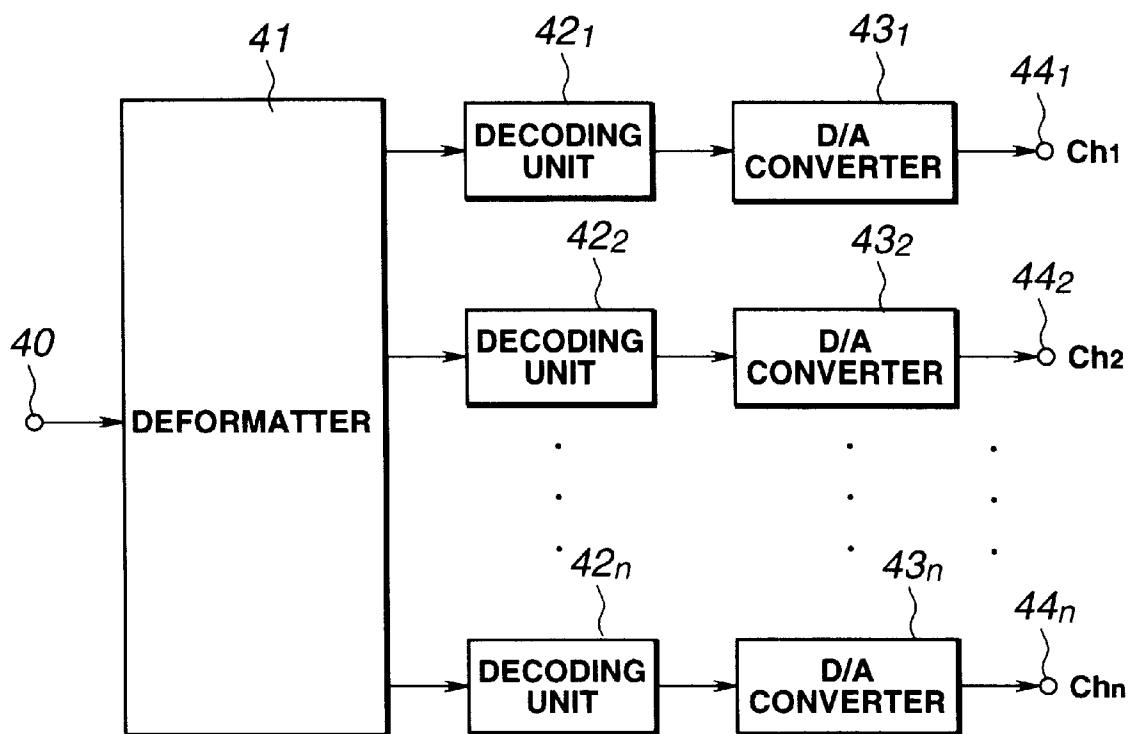 41
42₁
43₁
44₁
DECODING
UNIT
D/A
CONVERTER
Ch1
42₂
43₂
44₂
DECODING
UNIT
D/A
CONVERTER
Ch2
40
DEFORMATTER
42n
43n
44n
DECODING
UNIT
D/A
CONVERTER
Chn